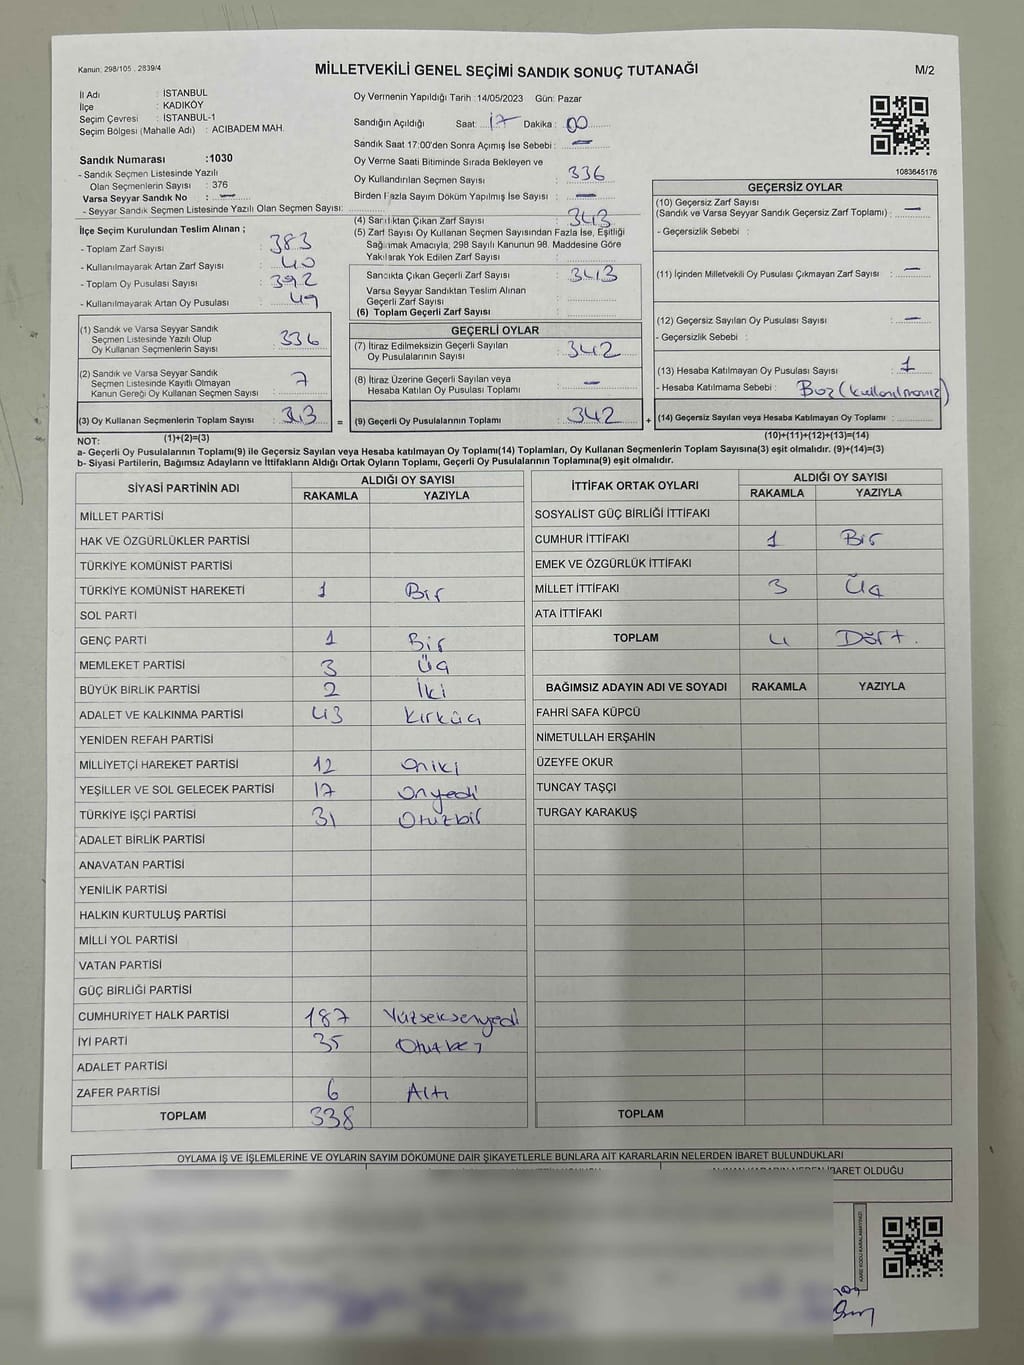 Kanun: 298/105 . 2839/4
MİLLETVEKİLİ GENEL SEÇİMİ SANDIK SONUÇ TUTANAĞI
M/2
İl Adı : İSTANBUL
İlçe : KADIKÖY
Seçim Çevresi : İSTANBUL-1
Seçim Bölgesi (Mahalle Adı) : ACIBADEM MAH.
Sandık Numarası :1030
- Sandık Seçmen Listesinde Yazılı
Olan Seçmenlerin Sayısı : 376
Varsa Seyyar Sandık No : —
- Seyyar Sandık Seçmen Listesinde Yazılı Olan Seçmen Sayısı:
İlçe Seçim Kurulundan Teslim Alınan ;
- Toplam Zarf Sayısı : 383
- Kullanılmayarak Artan Zarf Sayısı : 40
- Toplam Oy Pusulası Sayısı : 392
- Kullanılmayarak Artan Oy Pusulası : 49
(1) Sandık ve Varsa Seyyar Sandık
Seçmen Listesinde Yazılı Olup
Oy Kullanan Seçmenlerin Sayısı : 336
(2) Sandık ve Varsa Seyyar Sandık
Seçmen Listesinde Kayıtlı Olmayan
Kanun Gereği Oy Kullanan Seçmen Sayısı : 7
(3) Oy Kullanan Seçmenlerin Toplam Sayısı : 343
Oy Vermenin Yapıldığı Tarih :14/05/2023 Gün: Pazar
Sandığın Açıldığı Saat: 17 Dakika : 00
Sandık Saat 17:00'den Sonra Açımış İse Sebebi : —
Oy Verme Saati Bitiminde Sırada Bekleyen ve
Oy Kullandırılan Seçmen Sayısı : 336
Birden Fazla Sayım Döküm Yapılmış İse Sayısı : —
(4) Sandıktan Çıkan Zarf Sayısı : 343
(5) Zarf Sayısı Oy Kullanan Seçmen Sayısından Fazla İse, Eşitliği
Sağlamak Amacıyla, 298 Sayılı Kanunun 98. Maddesine Göre
Yakılarak Yok Edilen Zarf Sayısı :
Sandıkta Çıkan Geçerli Zarf Sayısı : 343
Varsa Seyyar Sandıktan Teslim Alınan
Geçerli Zarf Sayısı :
(6) Toplam Geçerli Zarf Sayısı :
GEÇERLİ OYLAR
(7) İtiraz Edilmeksizin Geçerli Sayılan
Oy Pusulalarının Sayısı : 342
(8) İtiraz Üzerine Geçerli Sayılan veya
Hesaba Katılan Oy Pusulası Toplamı : —
= (9) Geçerli Oy Pusulalarının Toplamı : 342 +
1083645176
GEÇERSİZ OYLAR
(10) Geçersiz Zarf Sayısı
(Sandık ve Varsa Seyyar Sandık Geçersiz Zarf Toplamı) : —
- Geçersizlik Sebebi :
(11) İçinden Milletvekili Oy Pusulası Çıkmayan Zarf Sayısı : —
(12) Geçersiz Sayılan Oy Pusulası Sayısı : —
- Geçersizlik Sebebi :
(13) Hesaba Katılmayan Oy Pusulası Sayısı : 1
- Hesaba Katılmama Sebebi : Boz (kullanılmamış)
(14) Geçersiz Sayılan veya Hesaba Katılmayan Oy Toplamı :
NOT: (1)+(2)=(3) (10)+(11)+(12)+(13)=(14)
a- Geçerli Oy Pusulasının Toplamı(9) ile Geçersiz Sayılan veya Hesaba katılmayan Oy Toplamı(14) Toplamları, Oy Kullanan Seçmenlerin Toplam Sayısına(3) eşit olmalıdır. (9)+(14)=(3)
b- Siyasi Partilerin, Bağımsız Adayların ve İttifakların Aldığı Ortak Oyların Toplamı, Geçerli Oy Pusulalarının Toplamına(9) eşit olmalıdır.
SİYASİ PARTİNİN ADI
ALDIĞI OY SAYISI
RAKAMLA YAZIYLA
MİLLET PARTİSİ
HAK VE ÖZGÜRLÜKLER PARTİSİ
TÜRKİYE KOMÜNİST PARTİSİ
TÜRKİYE KOMÜNİST HAREKETİ 1 Bir
SOL PARTİ
GENÇ PARTİ 1 Bir
MEMLEKET PARTİSİ 3 Üç
BÜYÜK BİRLİK PARTİSİ 2 İki
ADALET VE KALKINMA PARTİSİ 43 Kırküç
YENİDEN REFAH PARTİSİ
MİLLİYETÇİ HAREKET PARTİSİ 12 Oniki
YEŞİLLER VE SOL GELECEK PARTİSİ 17 Onyedi
TÜRKİYE İŞÇİ PARTİSİ 31 Otuzbir
ADALET BİRLİK PARTİSİ
ANAVATAN PARTİSİ
YENİLİK PARTİSİ
HALKIN KURTULUŞ PARTİSİ
MİLLİ YOL PARTİSİ
VATAN PARTİSİ
GÜÇ BİRLİĞİ PARTİSİ
CUMHURİYET HALK PARTİSİ 187 Yüzseksenyedi
İYİ PARTİ 35 Otuzbeş
ADALET PARTİSİ
ZAFER PARTİSİ 6 Altı
TOPLAM 338
İTTİFAK ORTAK OYLARI
ALDIĞI OY SAYISI
RAKAMLA YAZIYLA
SOSYALİST GÜÇ BİRLİĞİ İTTİFAKI
CUMHUR İTTİFAKI 1 Bir
EMEK VE ÖZGÜRLÜK İTTİFAKI
MİLLET İTTİFAKI 3 Üç
ATA İTTİFAKI
TOPLAM 4 Dört.
BAĞIMSIZ ADAYIN ADI VE SOYADI RAKAMLA YAZIYLA
FAHRİ SAFA KÜPCÜ
NİMETULLAH ERŞAHİN
ÜZEYFE OKUR
TUNCAY TAŞÇI
TURGAY KARAKUŞ
TOPLAM
OYLAMA İŞ VE İŞLEMLERİNE VE OYLARIN SAYIM DÖKÜMÜNE DAİR ŞİKAYETLERLE BUNLARA AİT KARARLARIN NELERDEN İBARET BULUNDUKLARI
İBARET OLDUĞU
KARE KODU KARALAMAYINIZ!